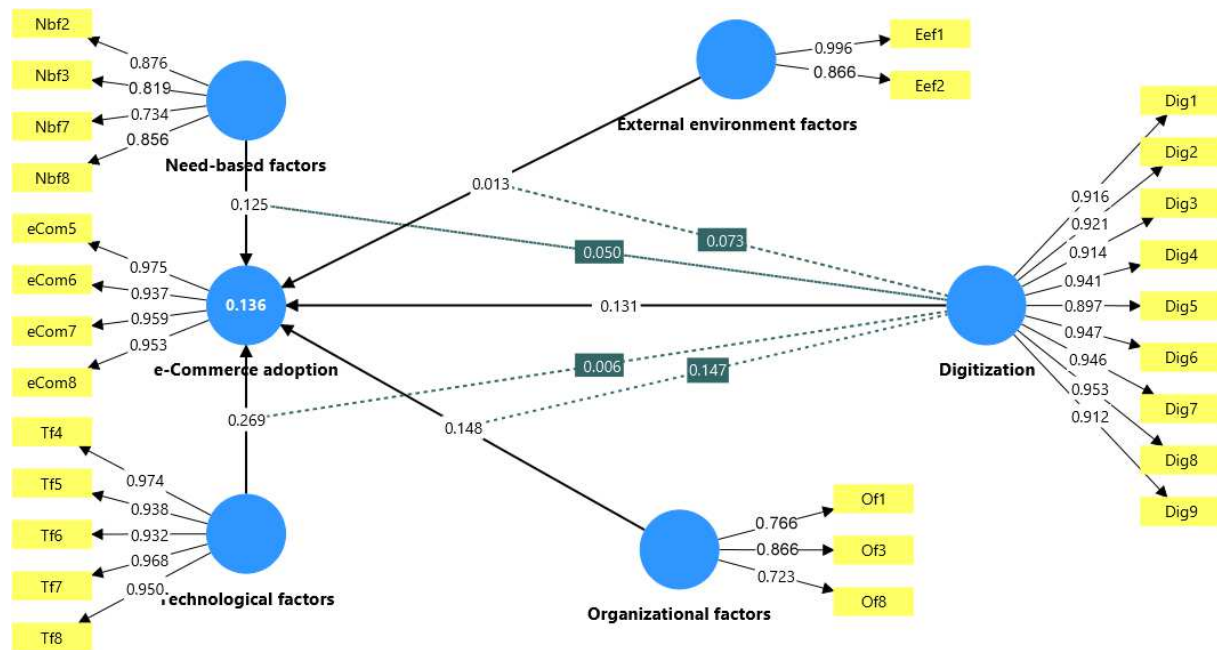 Nbf2
Nbf3
Nbf7
Nbf8
0.876
0.819
0.734
0.856
Need-based factors
Eef1
Eef2
0.996
0.866
External environment factors
0.125
0.013
0.050
0.073
eCom5
eCom6
eCom7
eCom8
0.975
0.937
0.959
0.953
0.136
e-Commerce adoption
0.131
Dig1
Dig2
Dig3
Dig4
Dig5
Dig6
Dig7
Dig8
Dig9
0.916
0.921
0.914
0.941
0.897
0.947
0.946
0.953
0.912
Digitization
0.006
0.147
0.269
0.148
Tf4
Tf5
Tf6
Tf7
Tf8
0.974
0.938
0.932
0.968
0.950
Technological factors
Of1
Of3
Of8
0.766
0.866
0.723
Organizational factors